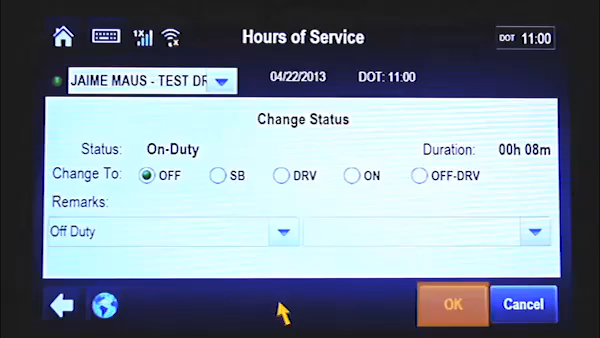 1X
Hours of Service
DOT 11:00
JAIME MAUS - TEST DR
04/22/2013
DOT: 11:00
Change Status
Status: On-Duty
Duration: 00h 08m
Change To: OFF SB DRV ON OFF-DRV
Remarks:
Off Duty
OK
Cancel